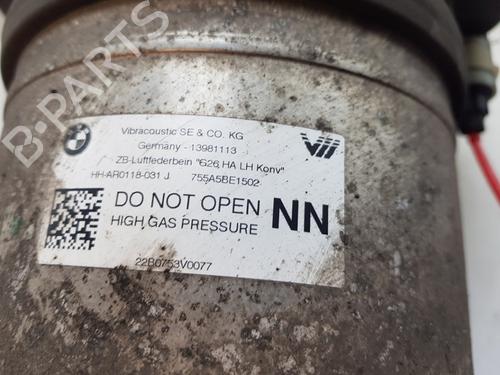 B-PARTS
BMW
Vibracoustic SE & CO. KG
Germany - 13981113
ZB-Luftfederbein "G26 HA LH Konv"
HH-AR0118-031 J 755A5BE1502
DO NOT OPEN NN
HIGH GAS PRESSURE
22B0753V0077